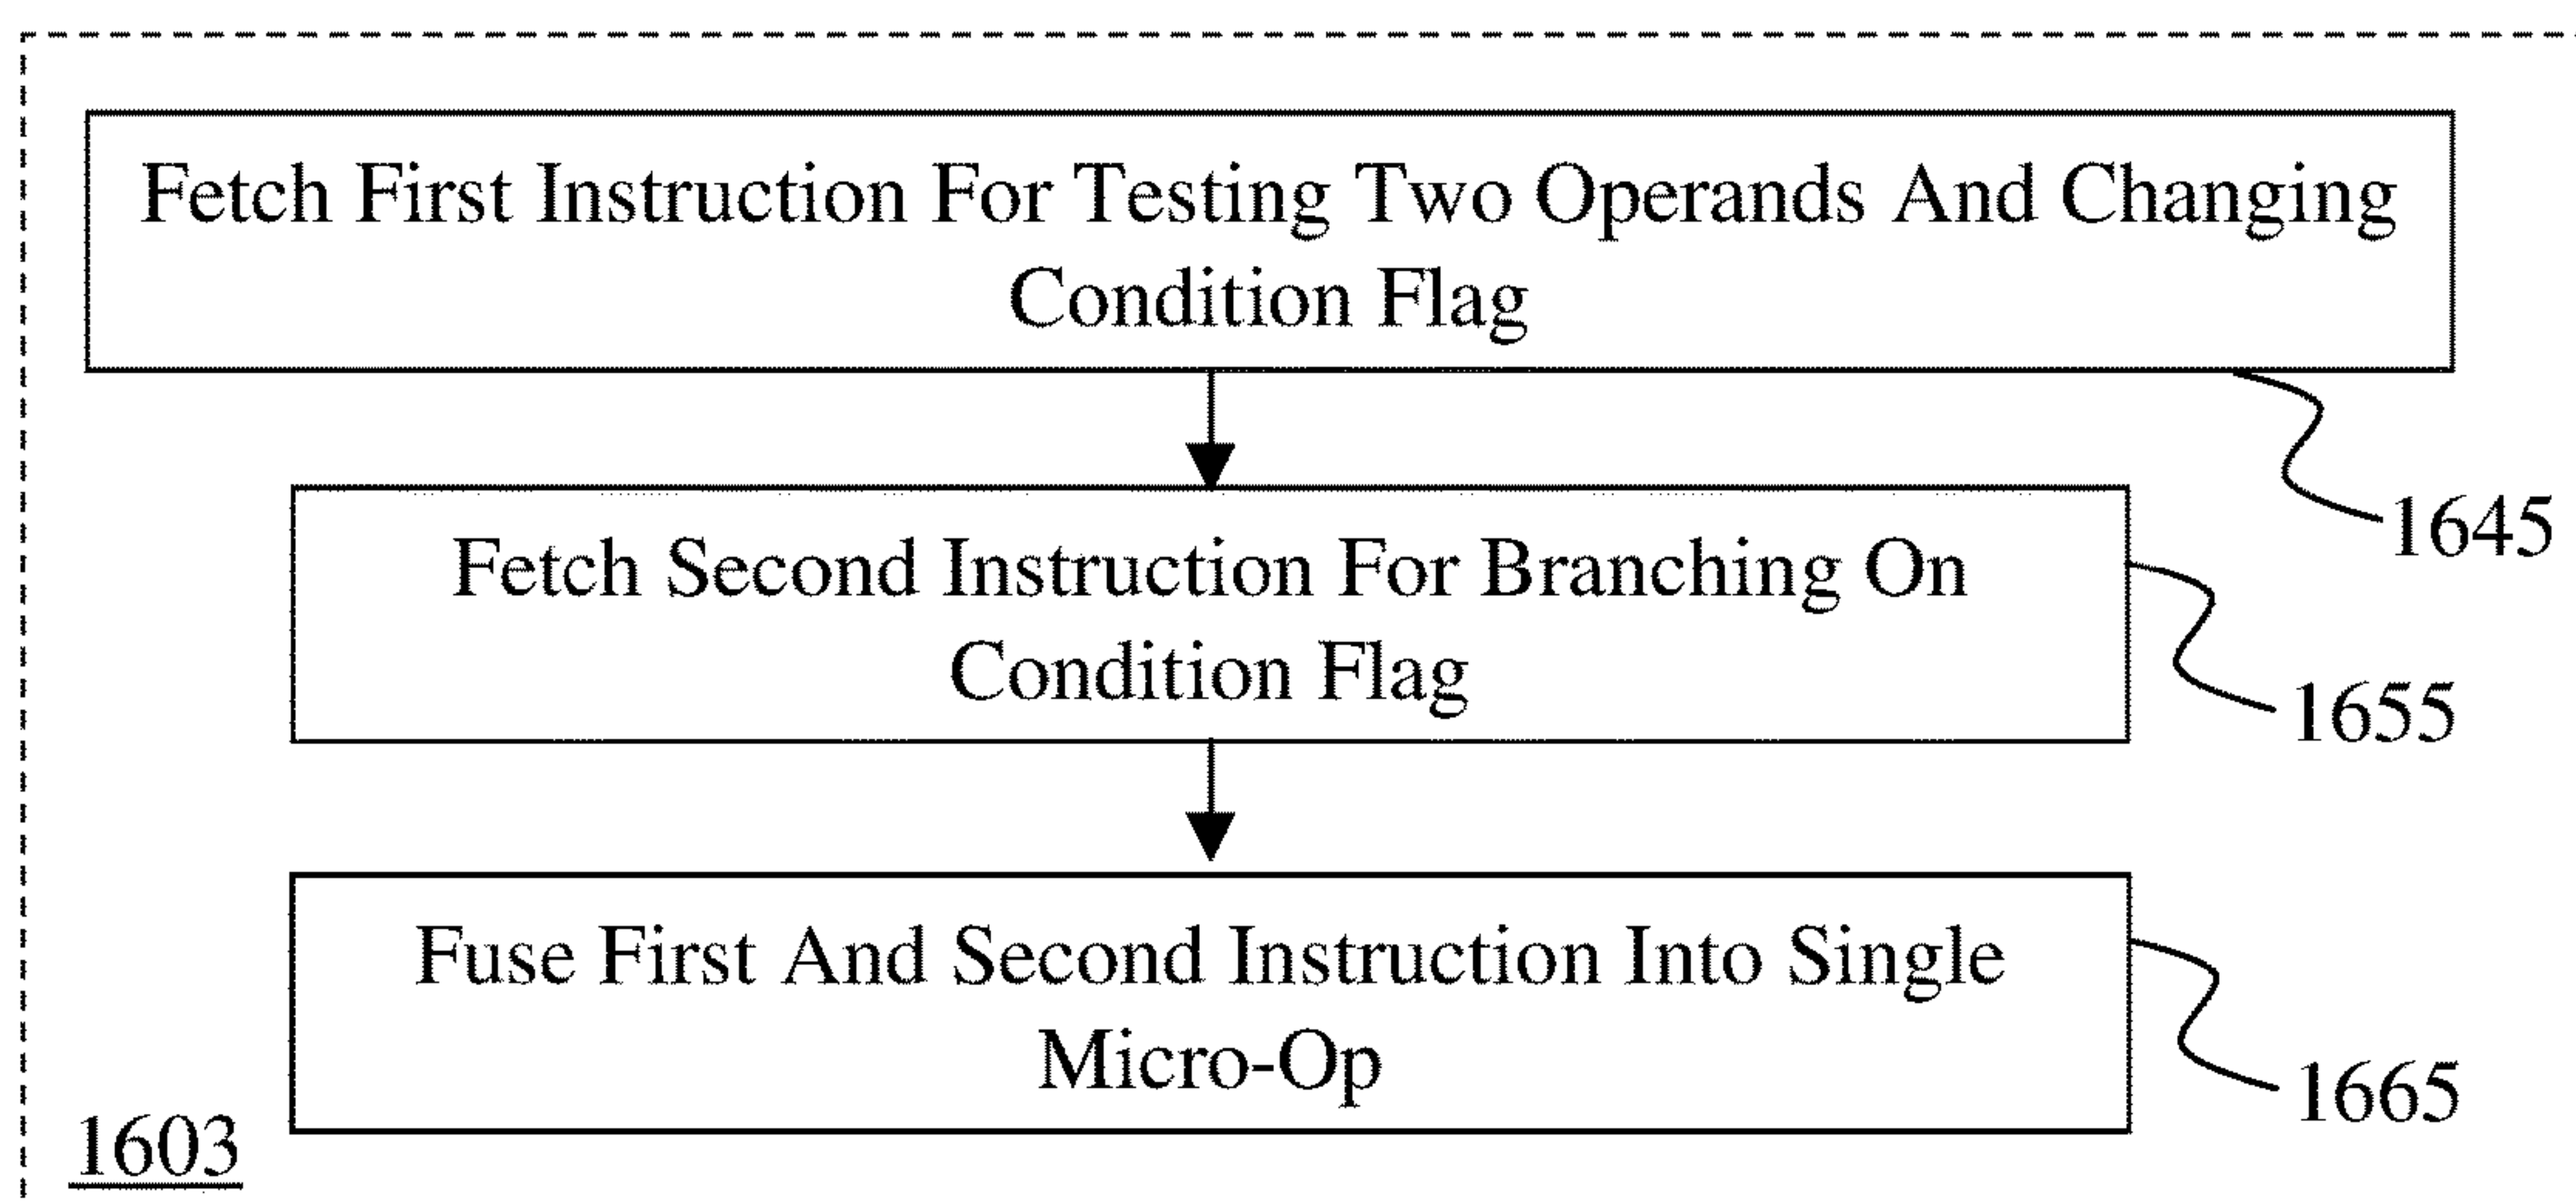 Fetch First Instruction For Testing Two Operands And Changing
Condition Flag
1645
Fetch Second Instruction For Branching On
Condition Flag
1655
Fuse First And Second Instruction Into Single
Micro-Op
1665
1603